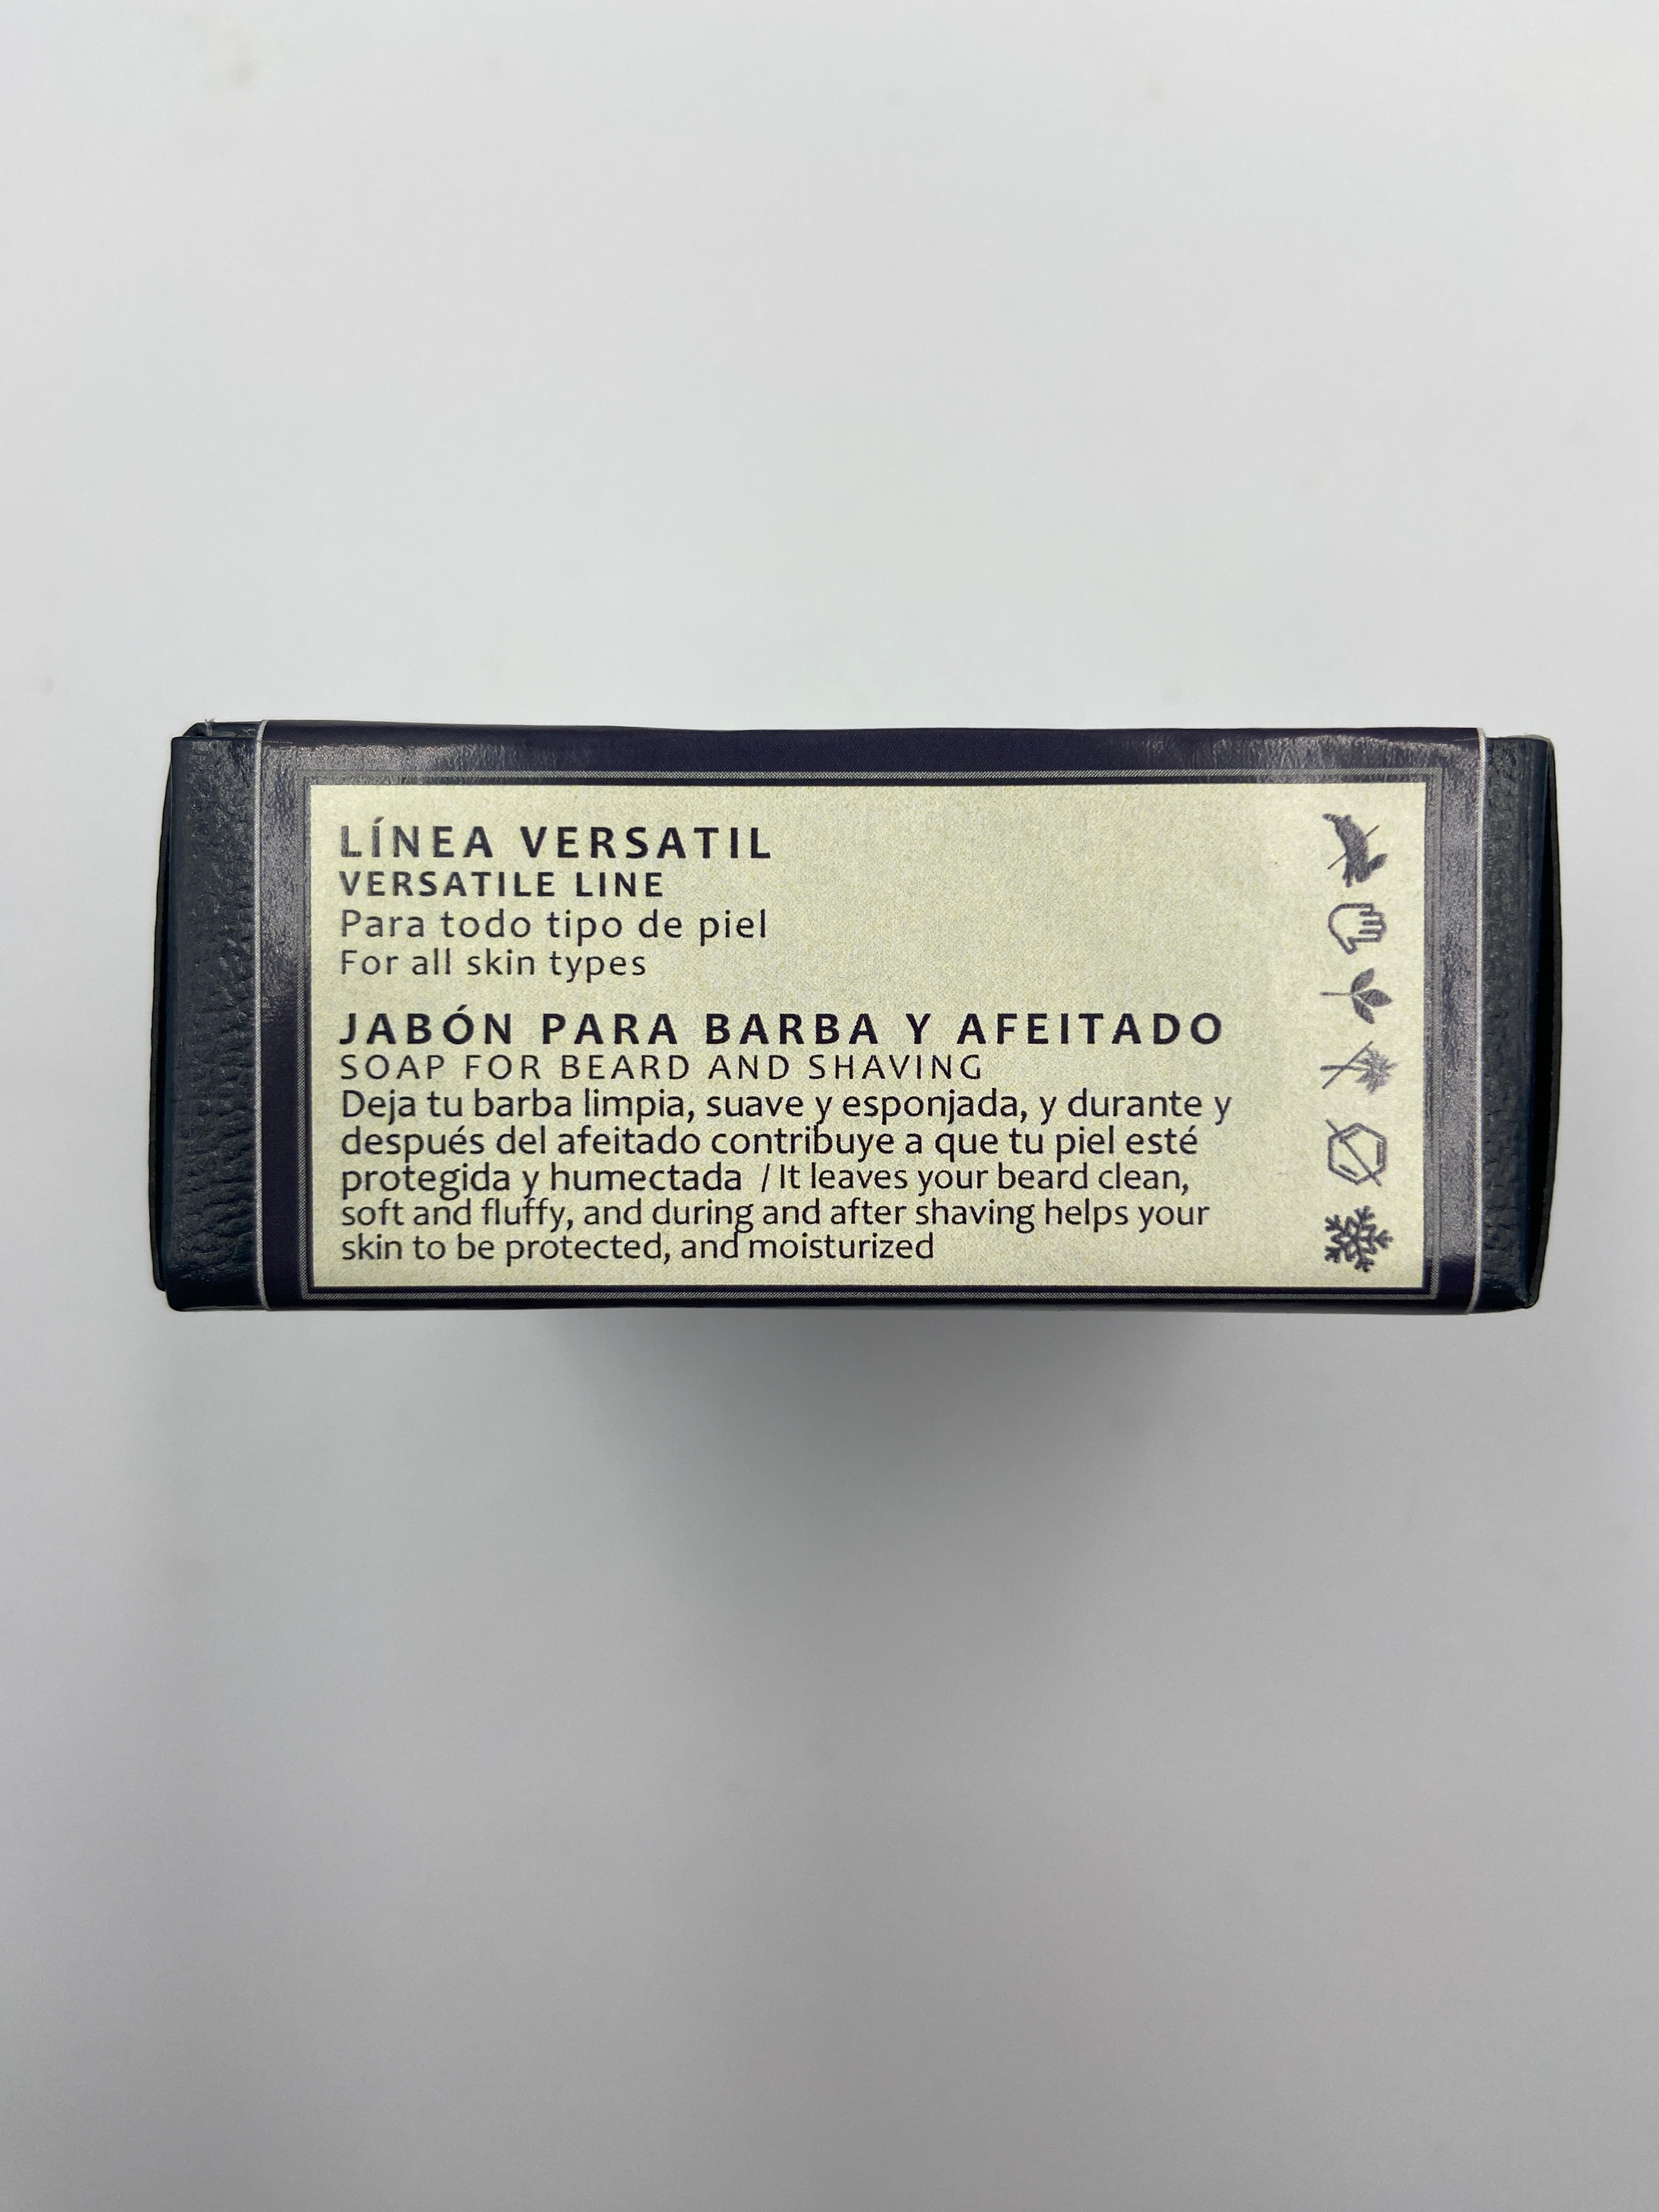 LÍNEA VERSATIL
VERSATILE LINE
Para todo tipo de piel
For all skin types
JABÓN PARA BARBA Y AFEITADO
SOAP FOR BEARD AND SHAVING
Deja tu barba limpia, suave y esponjada, y durante y
después del afeitado contribuye a que tu piel esté
protegida y humectada / It leaves your beard clean,
soft and fluffy, and during and after shaving helps your
skin to be protected, and moisturized